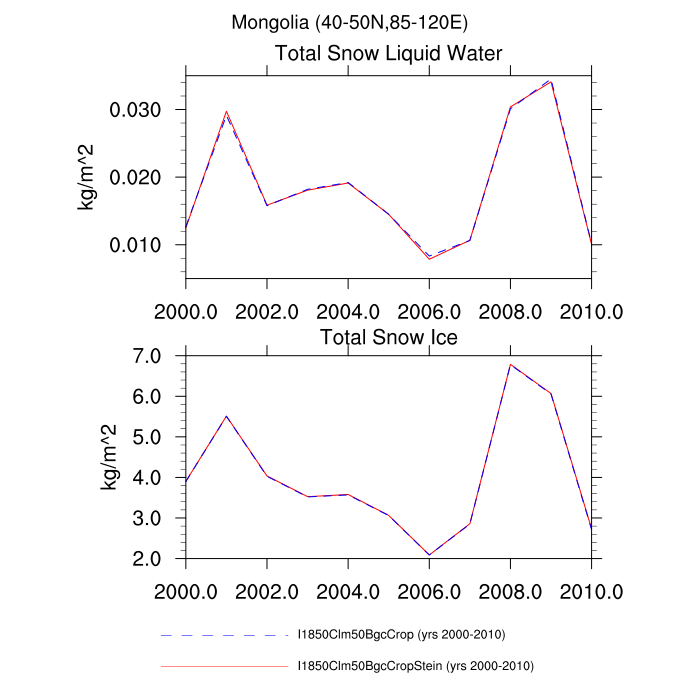 Mongolia (40-50N,85-120E)
Total Snow Liquid Water
0.030
0.020
0.010
kg/m^2
2000.0 2002.0 2004.0 2006.0 2008.0 2010.0
Total Snow Ice
7.0
6.0
5.0
4.0
3.0
2.0
kg/m^2
2000.0 2002.0 2004.0 2006.0 2008.0 2010.0
I1850Clm50BgcCrop (yrs 2000-2010)
I1850Clm50BgcCropStein (yrs 2000-2010)